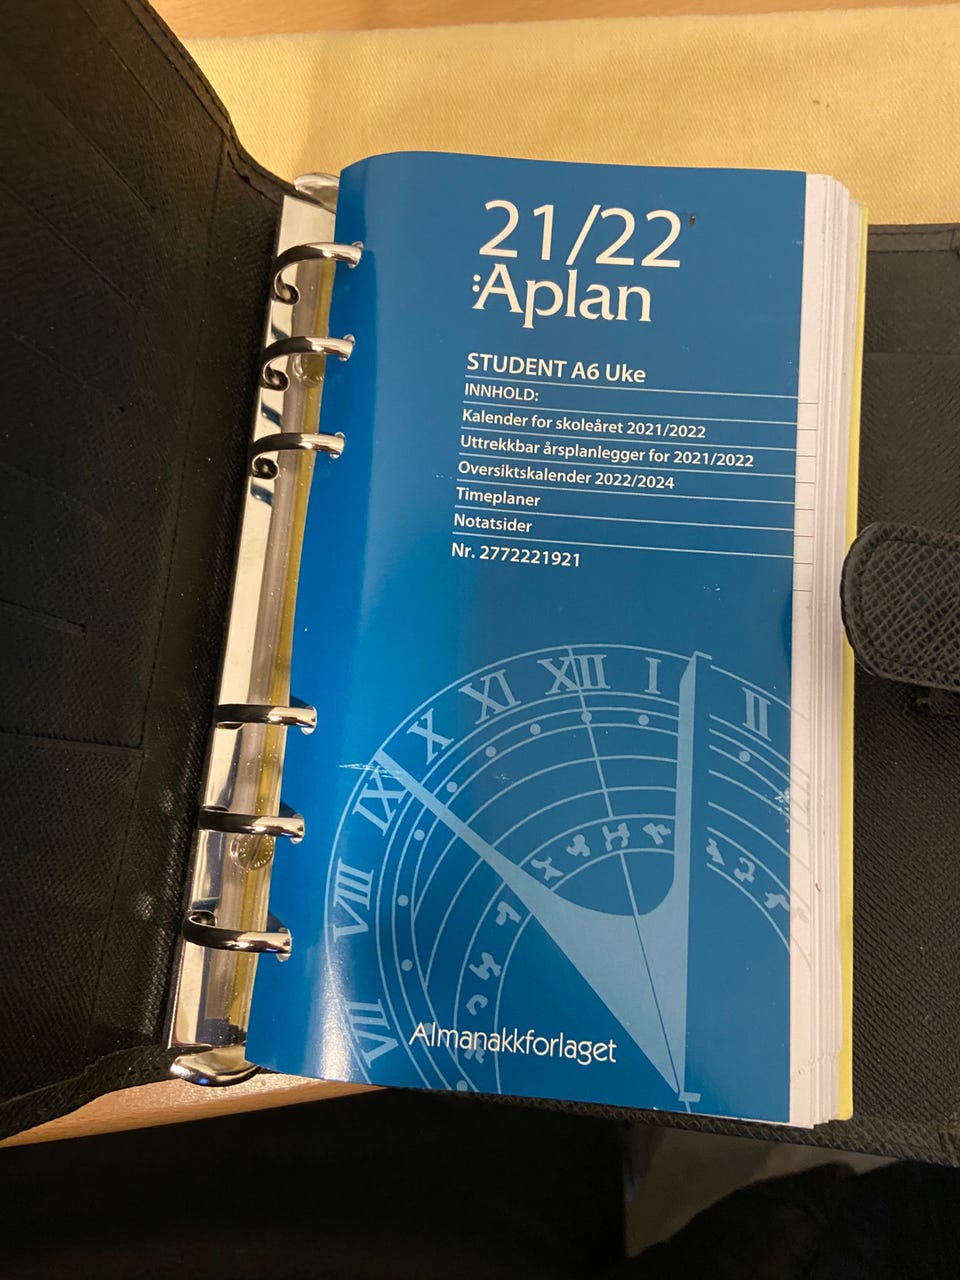 21/22
:Aplan
STUDENT A6 Uke
INNHOLD:
Kalender for skoleåret 2021/2022
Uttrekkbar årsplanlegger for 2021/2022
Oversiktskalender 2022/2024
Timeplaner
Notatsider
Nr. 2772221921
VII VIII IX X XI XII I II
Almanakkforlaget